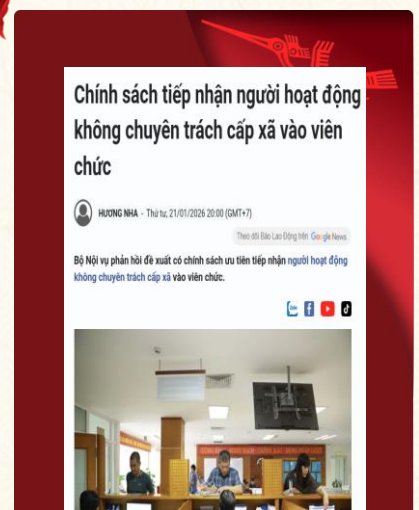 Chính sách tiếp nhận người hoạt động
không chuyên trách cấp xã vào viên
chức
HƯƠNG NHA - Thứ tư, 21/01/2026 20:00 (GMT+7)
Theo dõi Báo Lao Động trên Google News
Bộ Nội vụ phản hồi đề xuất có chính sách ưu tiên tiếp nhận người hoạt động
không chuyên trách cấp xã vào viên chức.